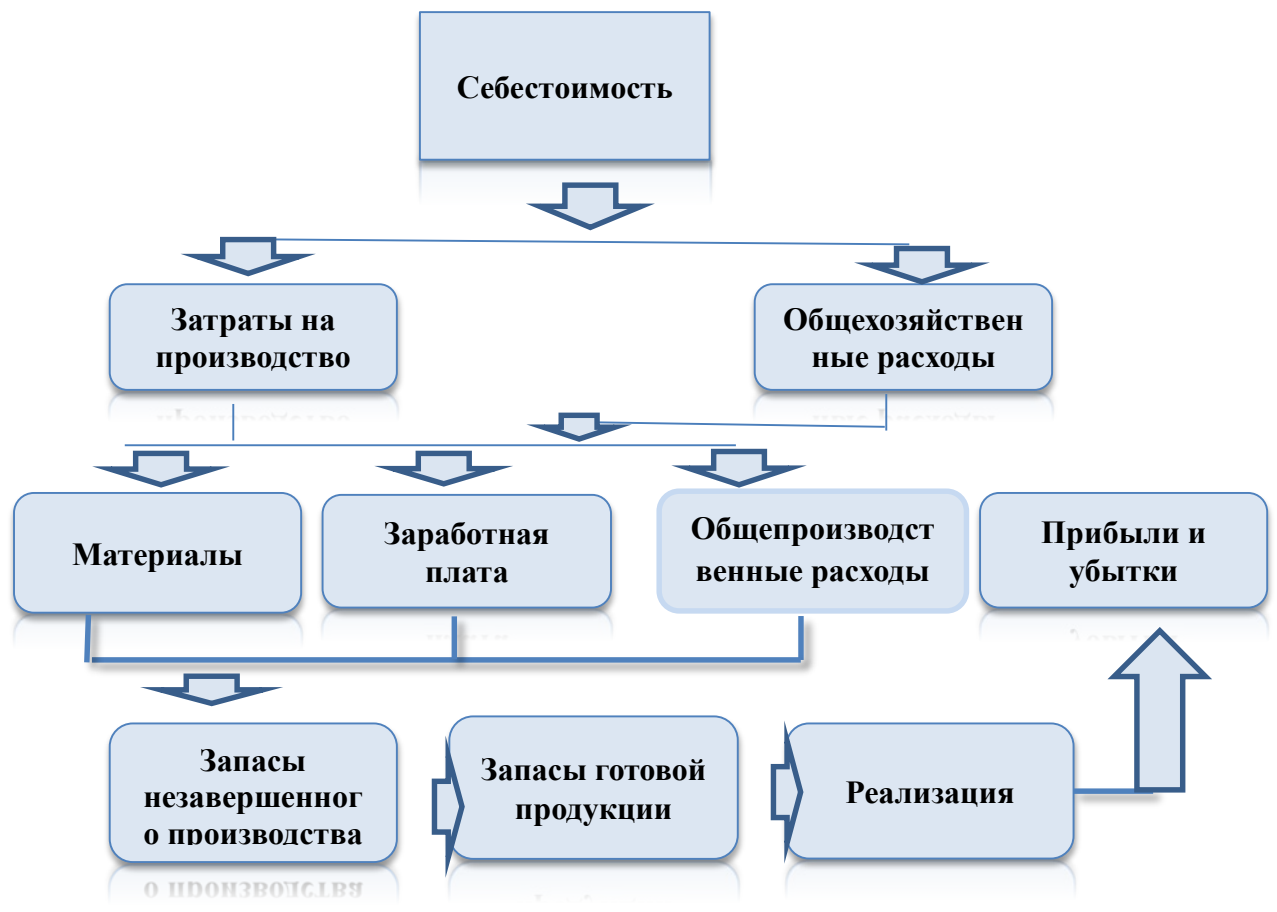 Себестоимость
Затраты на
производство
Общехозяйствен
ные расходы
Материалы
Заработная
плата
Общепроизводст
венные расходы
Прибыли и
убытки
Запасы
незавершенног
о производства
Запасы готовой
продукции
Реализация